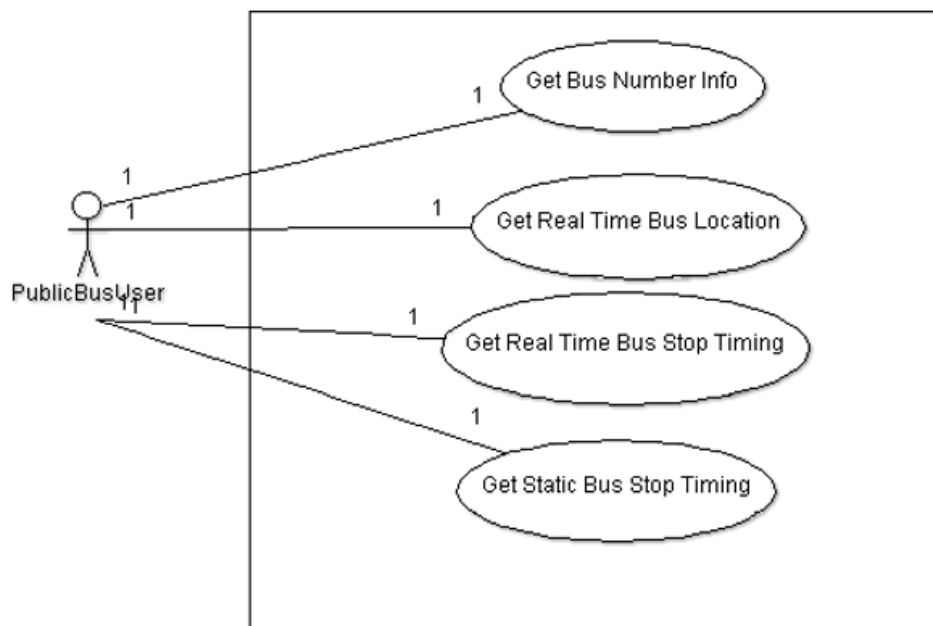 Get Bus Number Info
1
1
1
1
Get Real Time Bus Location
PublicBusUser
11
1
Get Real Time Bus Stop Timing
1
Get Static Bus Stop Timing